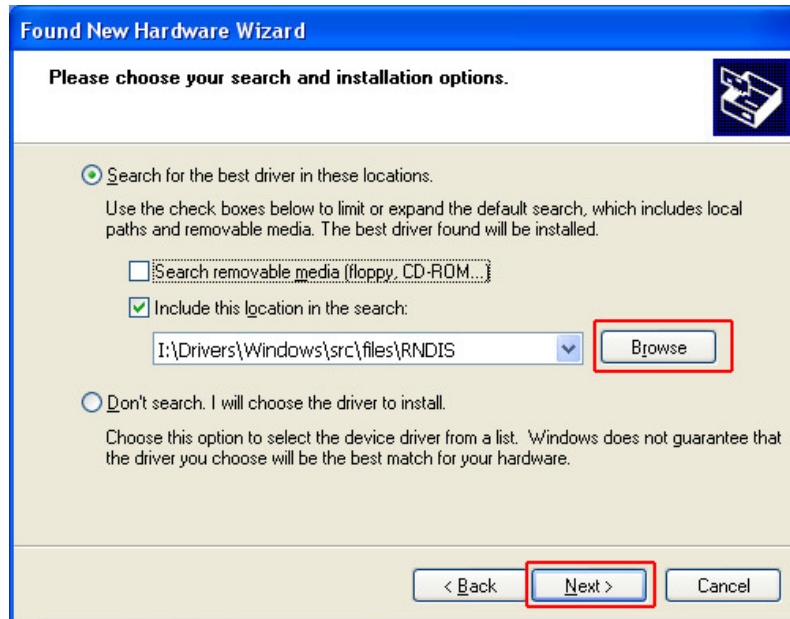 Found New Hardware Wizard
Please choose your search and installation options.
Search for the best driver in these locations.
Use the check boxes below to limit or expand the default search, which includes local
paths and removable media. The best driver found will be installed.
Search removable media (floppy, CD-ROM...)
Include this location in the search:
I:\Drivers\Windows\src\files\RNDIS
Browse
Don't search. I will choose the driver to install.
Choose this option to select the device driver from a list. Windows does not guarantee that
the driver you choose will be the best match for your hardware.
< Back Next > Cancel